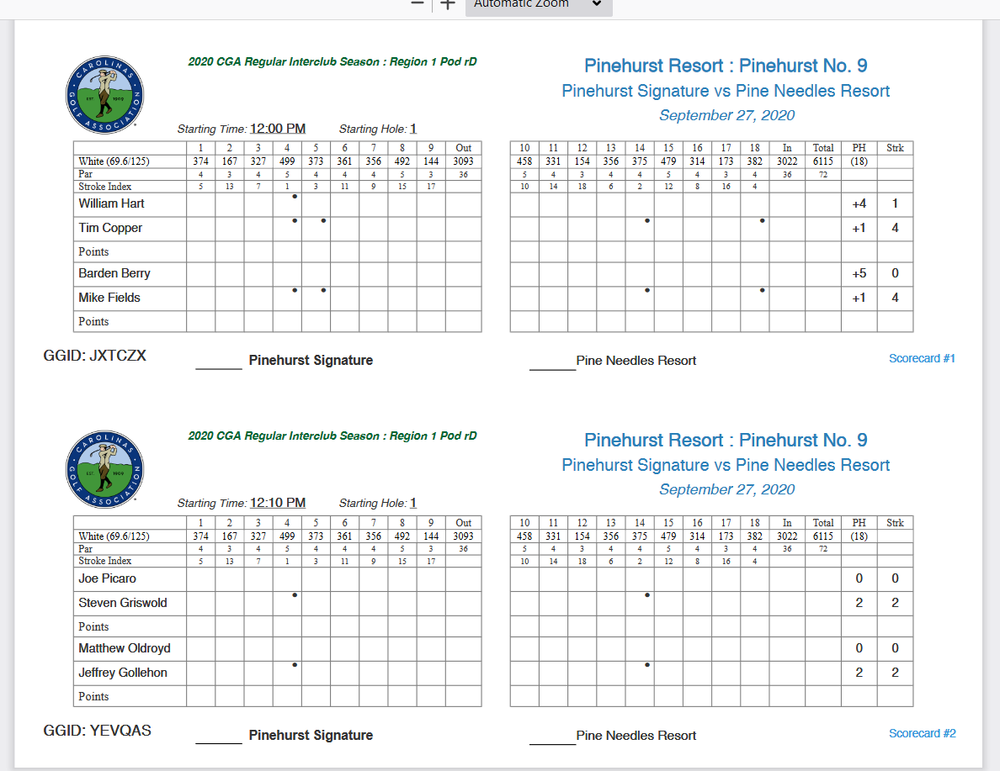 Automatic Zoom
CAROLINAS GOLF ASSOCIATION
EST. 1909
2020 CGA Regular Interclub Season : Region 1 Pod rD
Pinehurst Resort : Pinehurst No. 9
Pinehurst Signature vs Pine Needles Resort
September 27, 2020
Starting Time: 12:00 PM Starting Hole: 1
1 2 3 4 5 6 7 8 9 Out 10 11 12 13 14 15 16 17 18 In Total PH Strk
White (69.6/125) 374 167 327 499 373 361 356 492 144 3093 458 331 154 356 375 479 314 173 382 3022 6115 (18)
Par 4 3 4 5 4 4 4 5 3 36 5 4 3 4 4 5 4 3 4 36 72
Stroke Index 5 13 7 1 3 11 9 15 17 10 14 18 6 2 12 8 16 4
William Hart • +4 1
Tim Copper • • • • +1 4
Points
Barden Berry +5 0
Mike Fields • • • • +1 4
Points
GGID: JXTCZX ______ Pinehurst Signature ______ Pine Needles Resort Scorecard #1
CAROLINAS GOLF ASSOCIATION
EST. 1909
2020 CGA Regular Interclub Season : Region 1 Pod rD
Pinehurst Resort : Pinehurst No. 9
Pinehurst Signature vs Pine Needles Resort
September 27, 2020
Starting Time: 12:10 PM Starting Hole: 1
1 2 3 4 5 6 7 8 9 Out 10 11 12 13 14 15 16 17 18 In Total PH Strk
White (69.6/125) 374 167 327 499 373 361 356 492 144 3093 458 331 154 356 375 479 314 173 382 3022 6115 (18)
Par 4 3 4 5 4 4 4 5 3 36 5 4 3 4 4 5 4 3 4 36 72
Stroke Index 5 13 7 1 3 11 9 15 17 10 14 18 6 2 12 8 16 4
Joe Picaro 0 0
Steven Griswold • • 2 2
Points
Matthew Oldroyd 0 0
Jeffrey Gollehon • • 2 2
Points
GGID: YEVQAS ______ Pinehurst Signature ______ Pine Needles Resort Scorecard #2